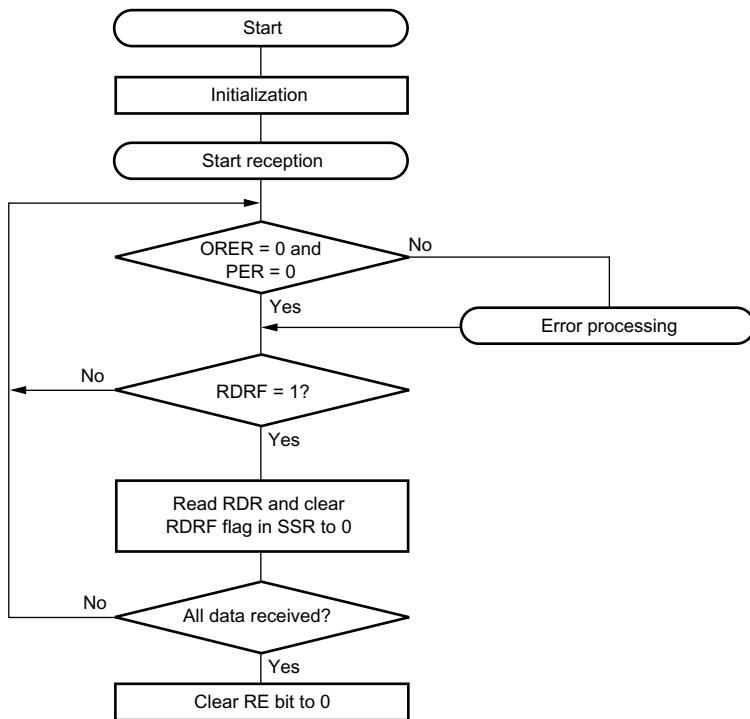 Start
Initialization
Start reception
ORER = 0 and
PER = 0
No
Yes
Error processing
No
RDRF = 1?
Yes
Read RDR and clear
RDRF flag in SSR to 0
No
All data received?
Yes
Clear RE bit to 0